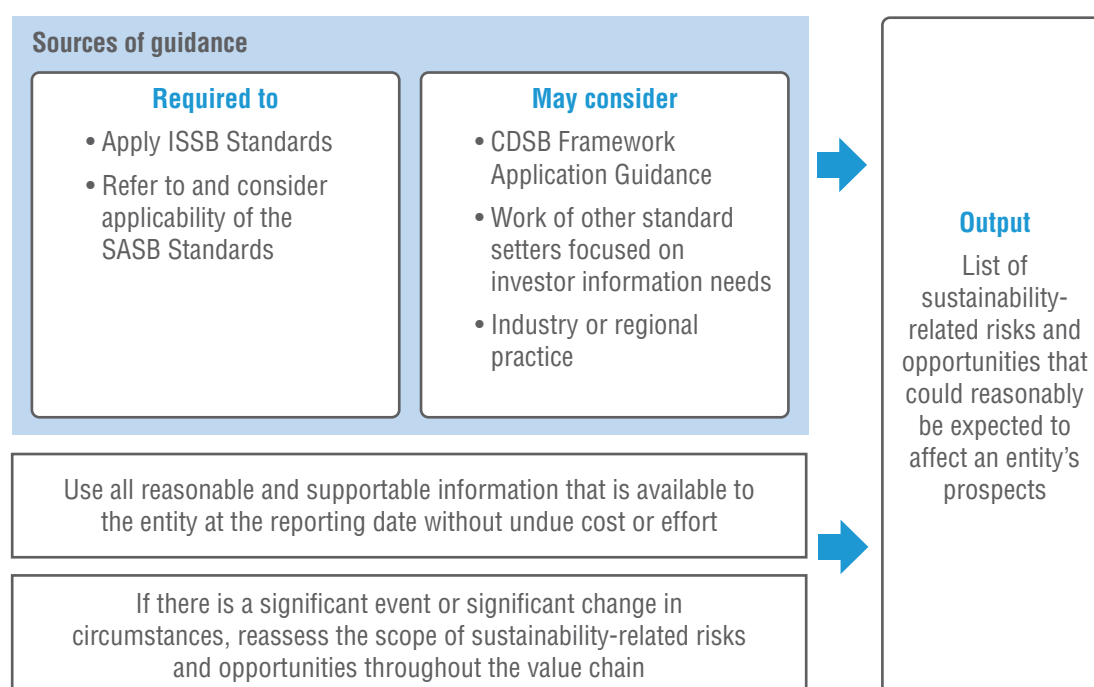 Sources of guidance
Required to
• Apply ISSB Standards
• Refer to and consider
applicability of the
SASB Standards
May consider
• CDSB Framework
Application Guidance
• Work of other standard
setters focused on
investor information needs
• Industry or regional
practice
Use all reasonable and supportable information that is available to
the entity at the reporting date without undue cost or effort
If there is a significant event or significant change in
circumstances, reassess the scope of sustainability-related risks
and opportunities throughout the value chain
Output
List of
sustainability-
related risks and
opportunities that
could reasonably
be expected to
affect an entity’s
prospects